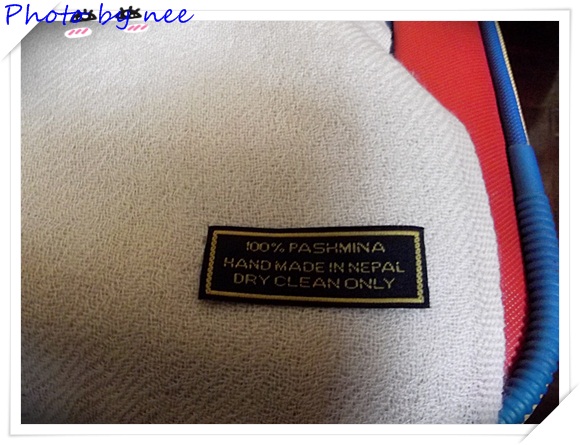 Photo by nee
100% PASHMINA
HAND MADE IN NEPAL
DRY CLEAN ONLY